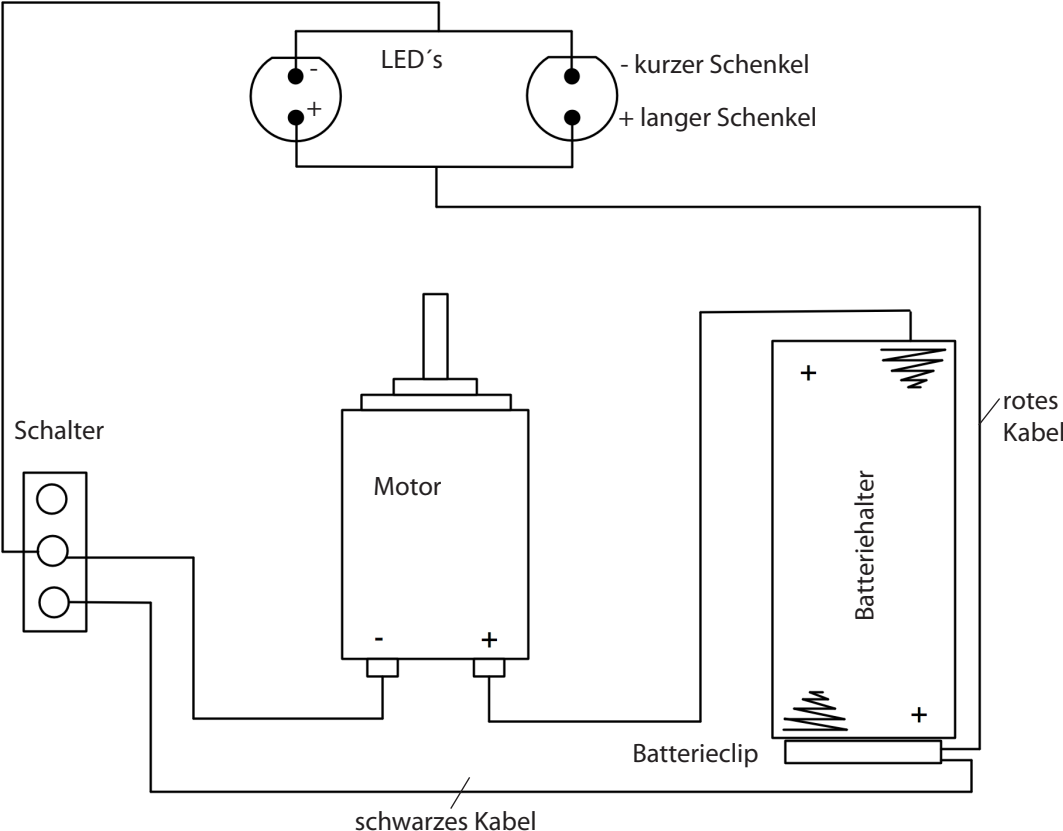 LED´s
-
+
- kurzer Schenkel
+ langer Schenkel
Schalter
Motor
- +
+
Batteriehalter
+
rotes
Kabel
Batterieclip
schwarzes Kabel